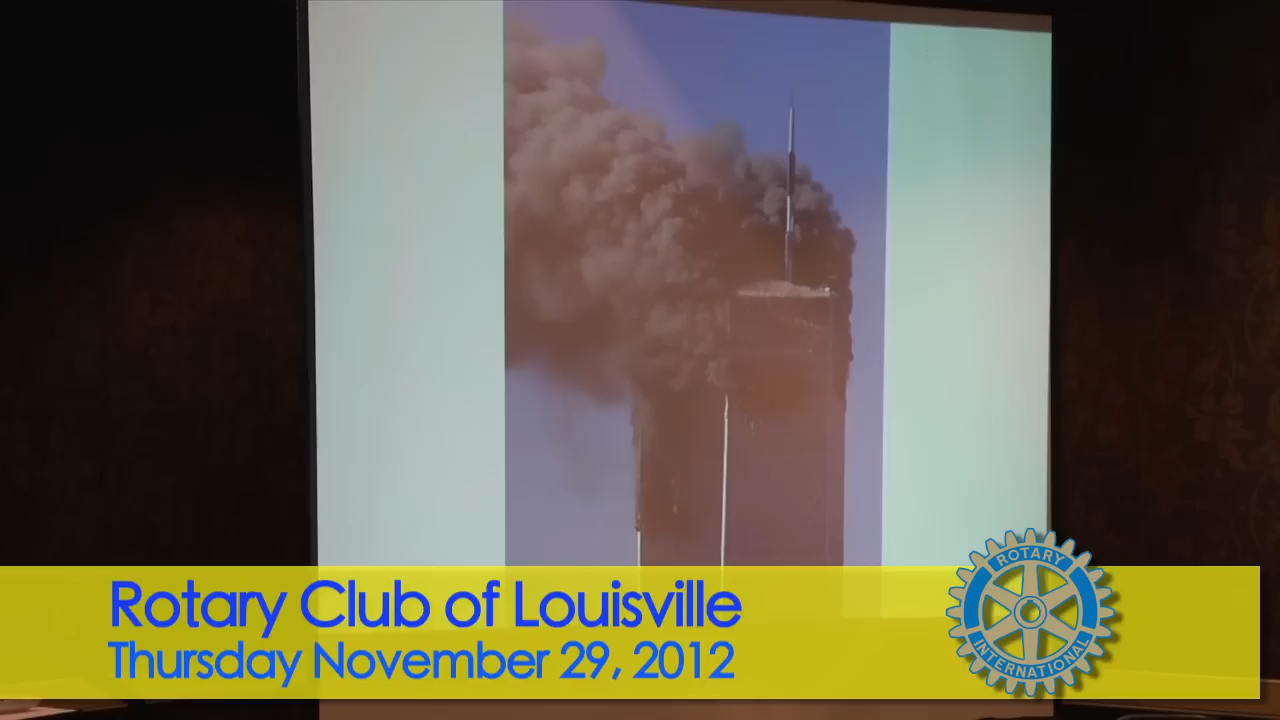 Rotary Club of Louisville
Thursday November 29, 2012
ROTARY
INTERNATIONAL